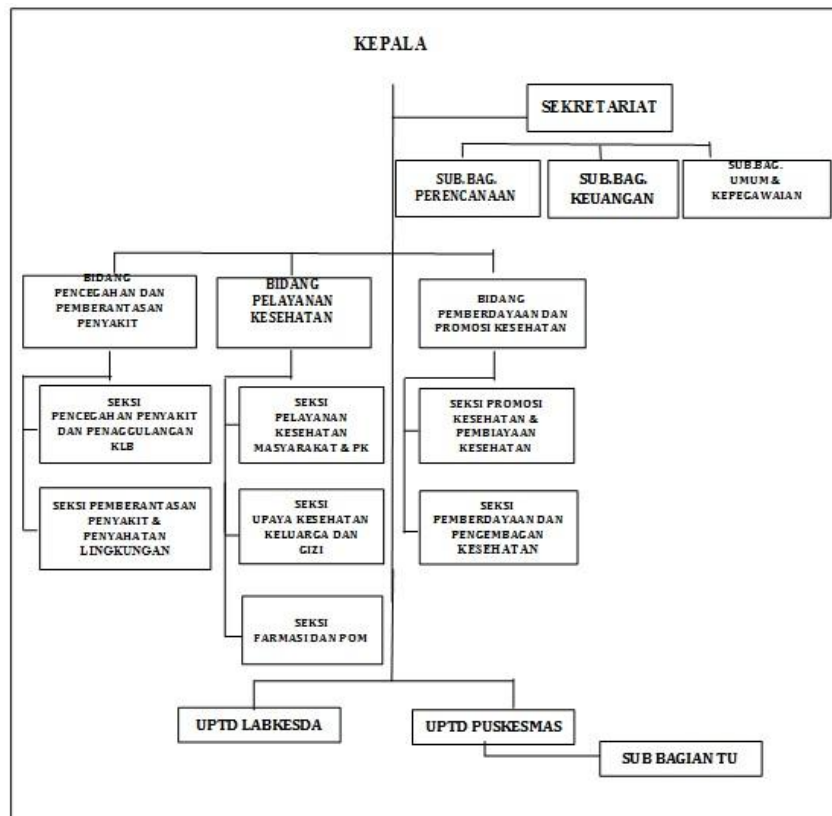 KEPALA
SEKRETARIAT
SUB.BAG.
PERENCANAAN
SUB.BAG.
KEUANGAN
SUB.BAG.
UMUM &
KEPEGAWAIAN
BIDANG
PENCEGAHAN DAN
PEMBERANTASAN
PENYAKIT
BIDANG
PELAYANAN
KESEHATAN
BIDANG
PEMBERDAYAAN DAN
PROMOSI KESEHATAN
SEKSI
PENCEGAHAN PENYAKIT
DAN PENAGGULANGAN
KLB
SEKSI
PELAYANAN
KESEHATAN
MASYARAKAT & PK
SEKSI PROMOSI
KESEHATAN &
PEMBIAYAAN
KESEHATAN
SEKSI PEMBERANTASAN
PENYAKIT &
PENYAHATAN
LINGKUNGAN
SEKSI
UPAYA KESEHATAN
KELUARGA DAN
GIZI
SEKSI
PEMBERDAYAAN DAN
PENGEMBAGAN
KESEHATAN
SEKSI
FARMASI DAN POM
UPTD LABKESDA
UPTD PUSKESMAS
SUB BAGIAN TU